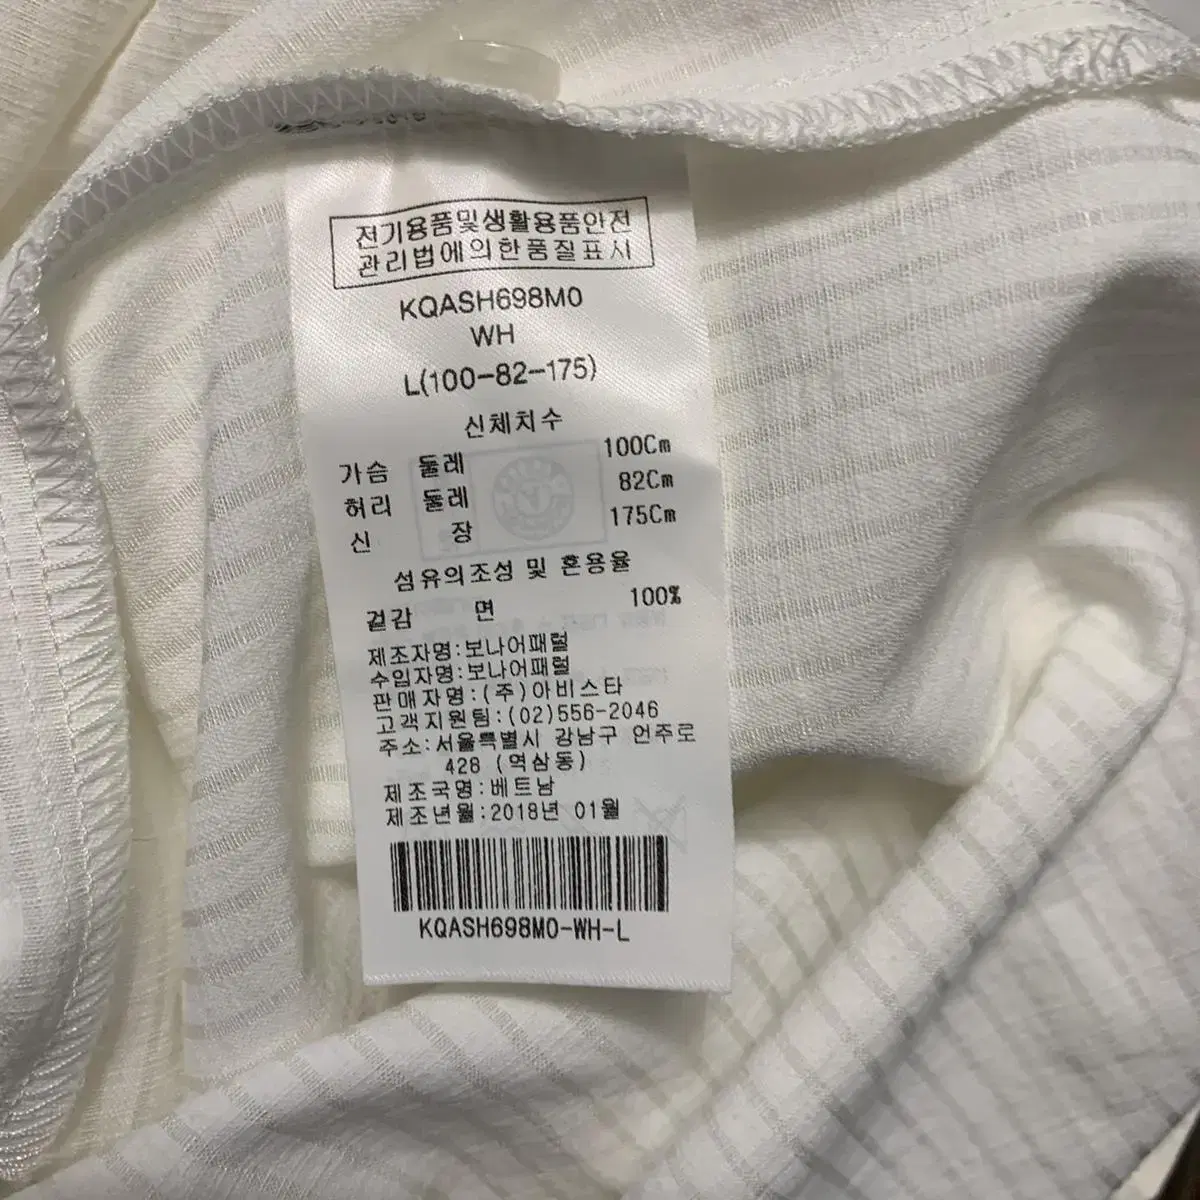 전기용품및생활용품안전
관리법에의한품질표시
KQASH698M0
WH
L(100-82-175)
신체치수
가슴 둘레 100Cm
허리 둘레 82Cm
신 장 175Cm
섬유의조성 및 혼용율
겉감 면 100%
제조자명:보나어패럴
수입자명:보나어패럴
판매자명:(주)아비스타
고객지원팀:(02)556-2046
주소:서울특별시 강남구 언주로
428 (역삼동)
제조국명:베트남
제조년월:2018년 01월
KQASH698M0-WH-L